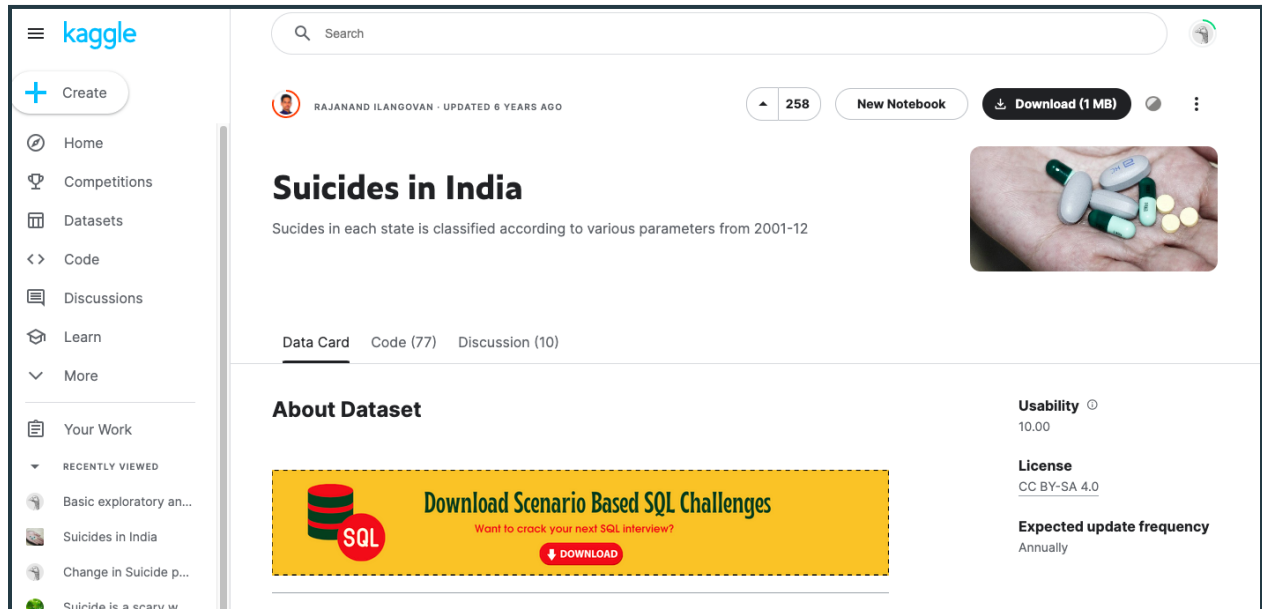 kaggle
Search
Create
Home
Competitions
Datasets
Code
Discussions
Learn
More
Your Work
RECENTLY VIEWED
Basic exploratory an...
Suicides in India
Change in Suicide p...
Suicide is a scary w...
RAJANAND ILANGOVAN · UPDATED 6 YEARS AGO
258
New Notebook
Download (1 MB)
Suicides in India
Sucides in each state is classified according to various parameters from 2001-12
Data Card Code (77) Discussion (10)
About Dataset
SQL
Download Scenario Based SQL Challenges
Want to crack your next SQL interview?
DOWNLOAD
Usability
10.00
License
CC BY-SA 4.0
Expected update frequency
Annually